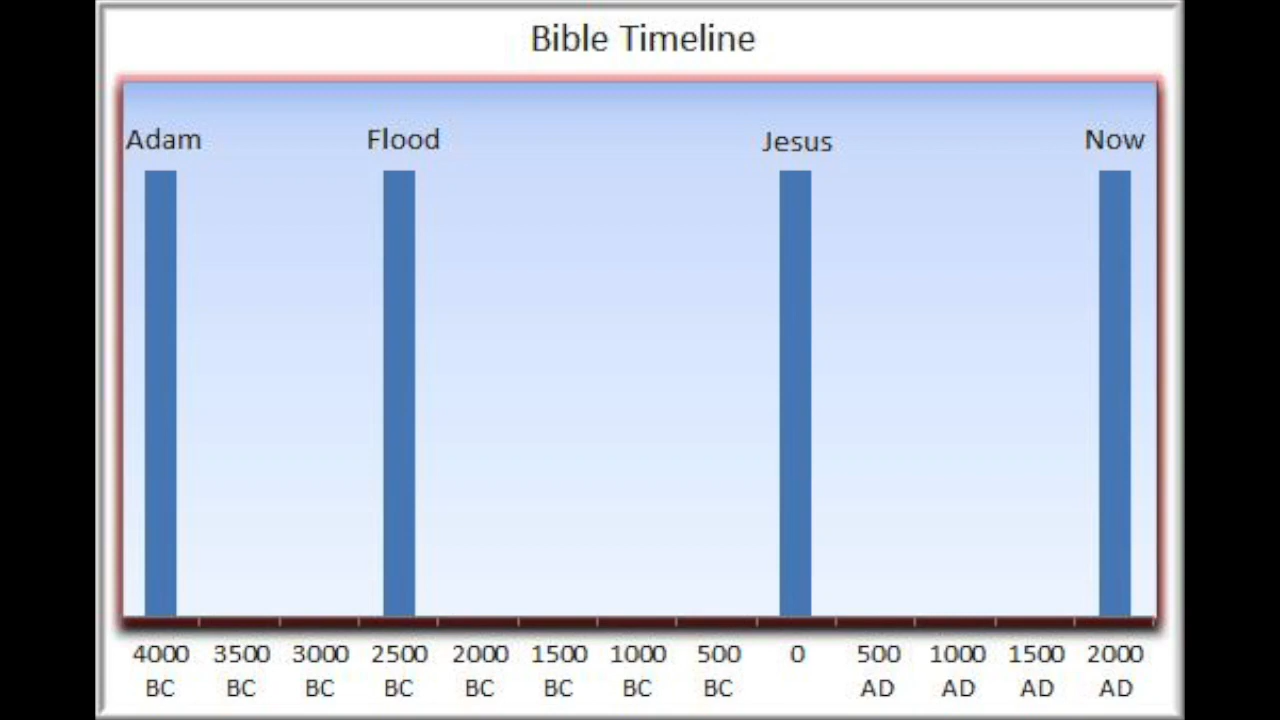 Bible Timeline
Adam Flood Jesus Now
4000 3500 3000 2500 2000 1500 1000 500 0 500 1000 1500 2000
BC BC BC BC BC BC BC BC AD AD AD AD